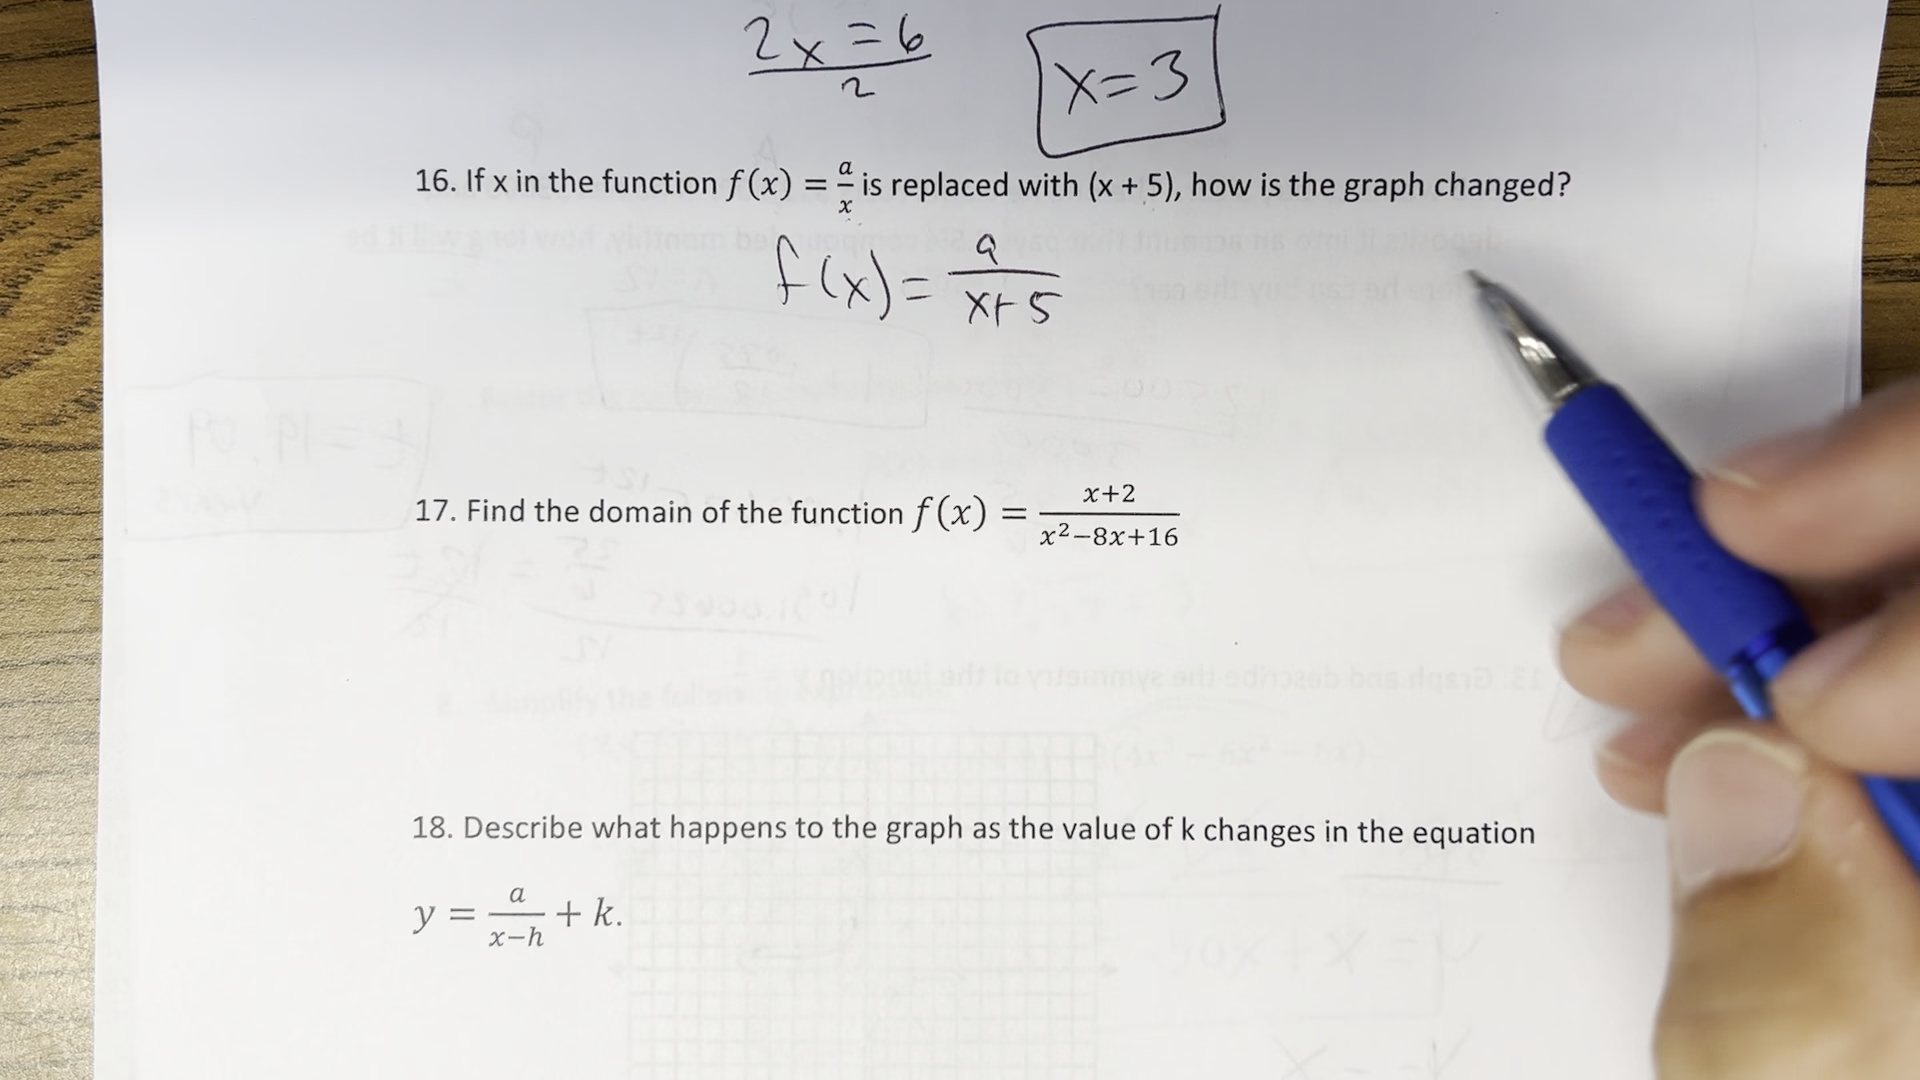 2x = 6
2
x = 3
16. If x in the function f(x) = a/x is replaced with (x + 5), how is the graph changed?
f(x) = a/(x+5)
17. Find the domain of the function f(x) = (x+2)/(x²−8x+16)
18. Describe what happens to the graph as the value of k changes in the equation
y = a/(x−h) + k.